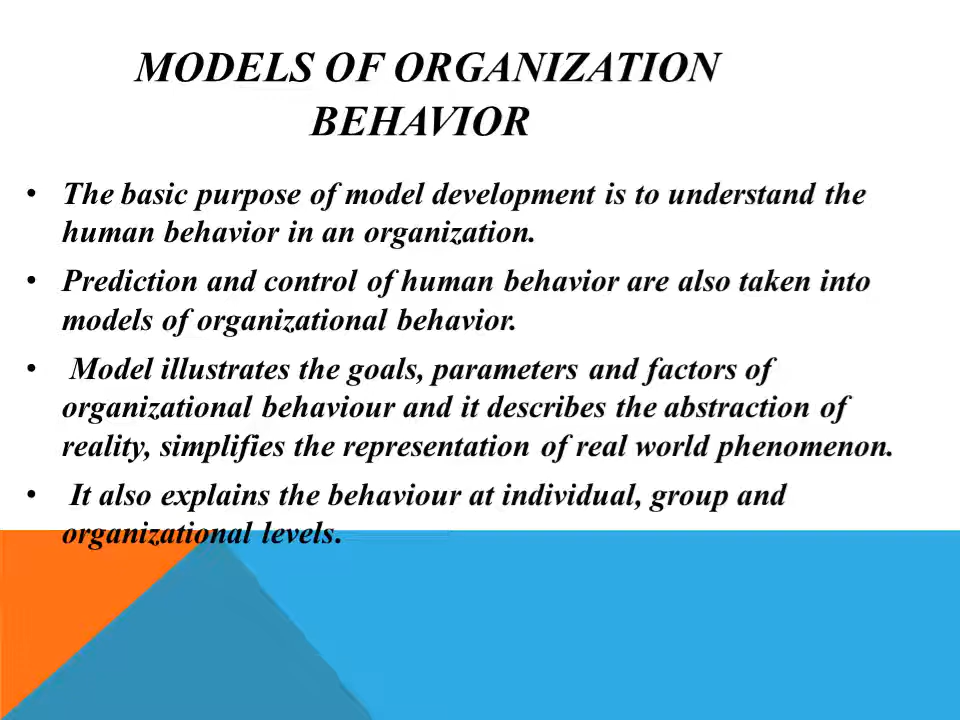 MODELS OF ORGANIZATION
BEHAVIOR
• The basic purpose of model development is to understand the
human behavior in an organization.
• Prediction and control of human behavior are also taken into
models of organizational behavior.
• Model illustrates the goals, parameters and factors of
organizational behaviour and it describes the abstraction of
reality, simplifies the representation of real world phenomenon.
• It also explains the behaviour at individual, group and
organizational levels.